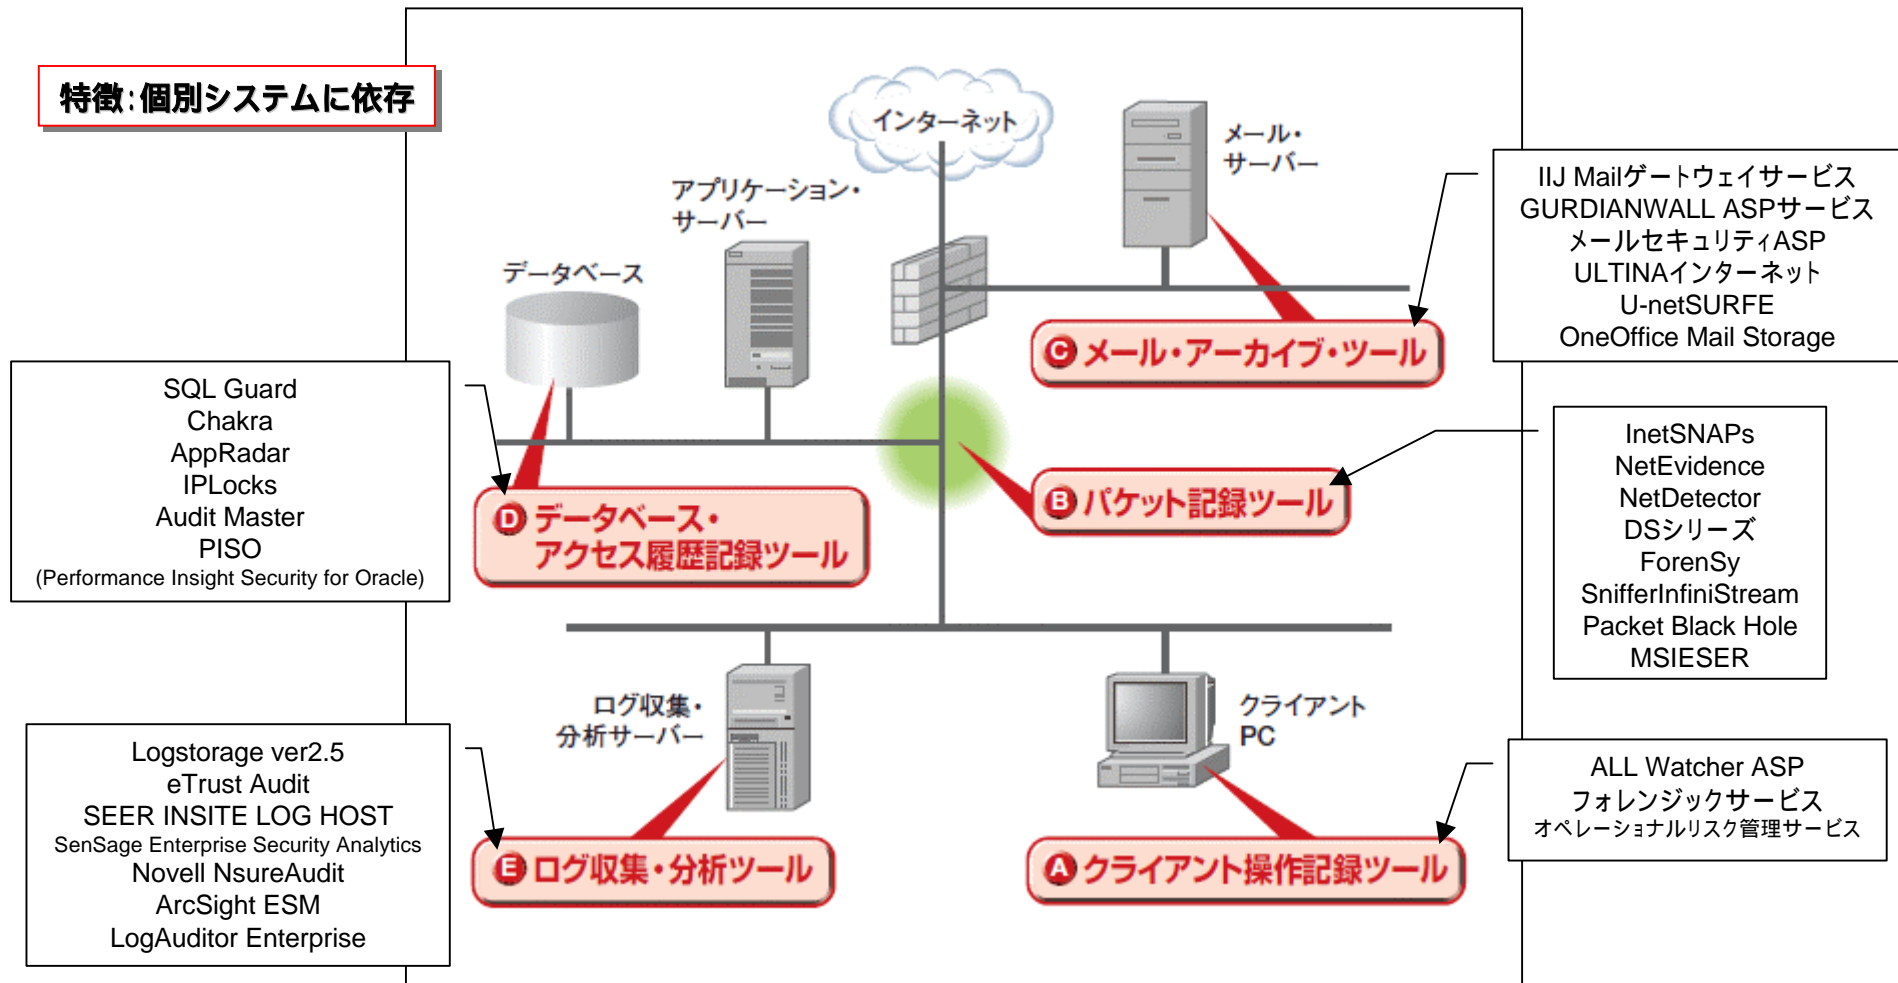 特徴:個別システムに依存
インターネット
メール・
サーバー
アプリケーション・
サーバー
データベース
IIJ Mailゲートウェイサービス
GURDIANWALL ASPサービス
メールセキュリティASP
ULTINAインターネット
U-netSURFE
OneOffice Mail Storage
C メール・アーカイブ・ツール
SQL Guard
Chakra
AppRadar
IPLocks
Audit Master
PISO
(Performance Insight Security for Oracle)
D データベース・
アクセス履歴記録ツール
B パケット記録ツール
InetSNAPs
NetEvidence
NetDetector
DSシリーズ
ForenSy
SnifferInfiniStream
Packet Black Hole
MSIESER
ログ収集・
分析サーバー
クライアント
PC
Logstorage ver2.5
eTrust Audit
SEER INSITE LOG HOST
SenSage Enterprise Security Analytics
Novell NsureAudit
ArcSight ESM
LogAuditor Enterprise
E ログ収集・分析ツール
A クライアント操作記録ツール
ALL Watcher ASP
フォレンジックサービス
オペレーショナルリスク管理サービス